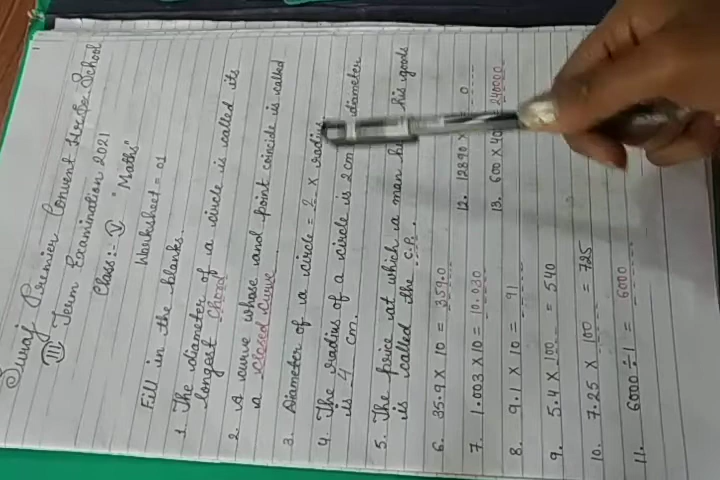 Suraj Premier Convent School
III Term Examination 2021
Class :- V "Maths"
Worksheet = 01
Fill in the blanks.
1. The diameter of a circle is called its
longest chord
2. A curve whose end point coincide is called
a closed curve
3. Diameter of a circle = 2 × radius
4. The radius of a circle is 2cm diameter
is 4 cm.
5. The price at which a man his goods
is called the C.P.
6. 35.9 × 10 = 359.0
7. 1.003 × 10 = 10.030
8. 9.1 × 10 = 91
9. 5.4 × 100 = 540
10. 7.25 × 100 = 725
11. 6000 ÷ 1 = 6000
12. 12890 × 0
13. 600 × 40 = 240000